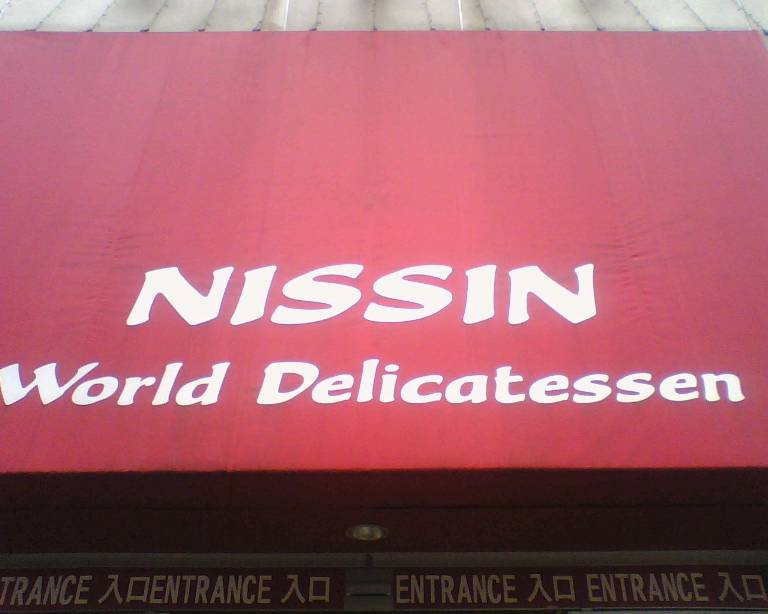 NISSIN
World Delicatessen
TRANCE 入口ENTRANCE 入口 ENTRANCE 入口 ENTRANCE 入口